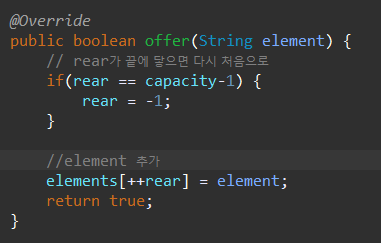 @Override
public boolean offer(String element) {
// rear가 끝에 닿으면 다시 처음으로
if(rear == capacity-1) {
rear = -1;
}
//element 추가
elements[++rear] = element;
return true;
}